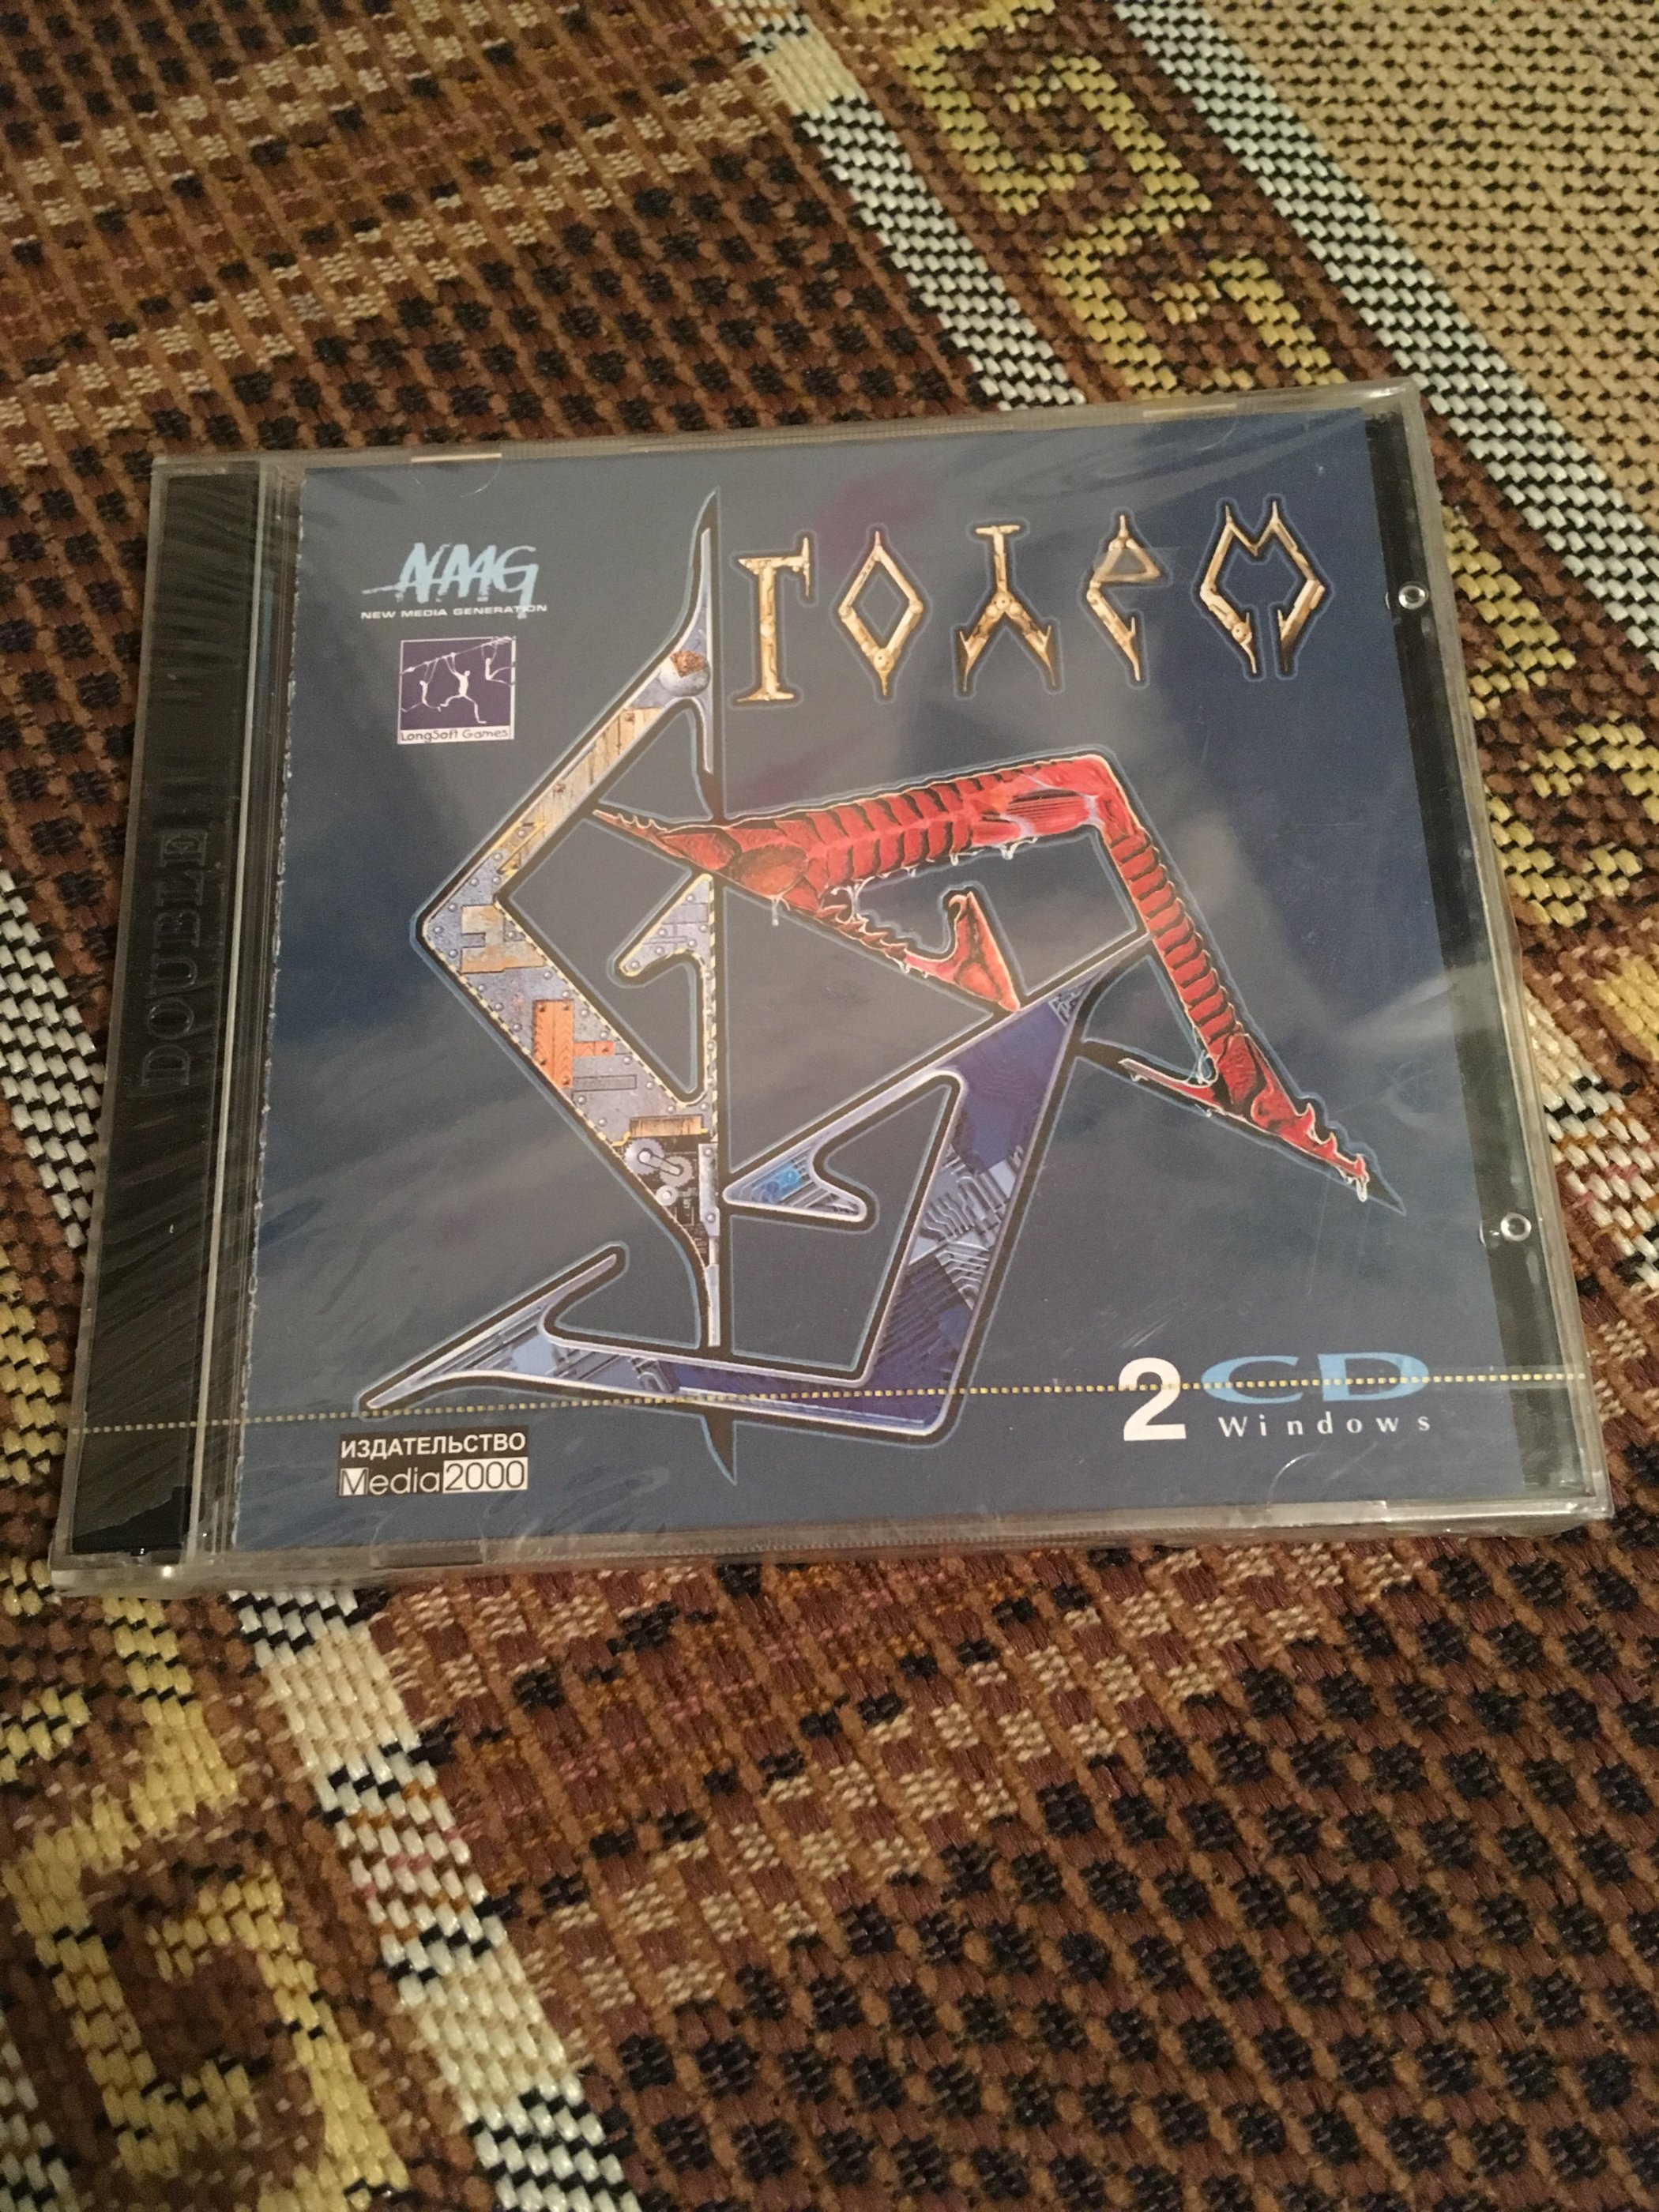 NMG
NEW MEDIA GENERATION
LongSoft Games
Голем
DOUBLE
2 CD
Windows
ИЗДАТЕЛЬСТВО
Media2000